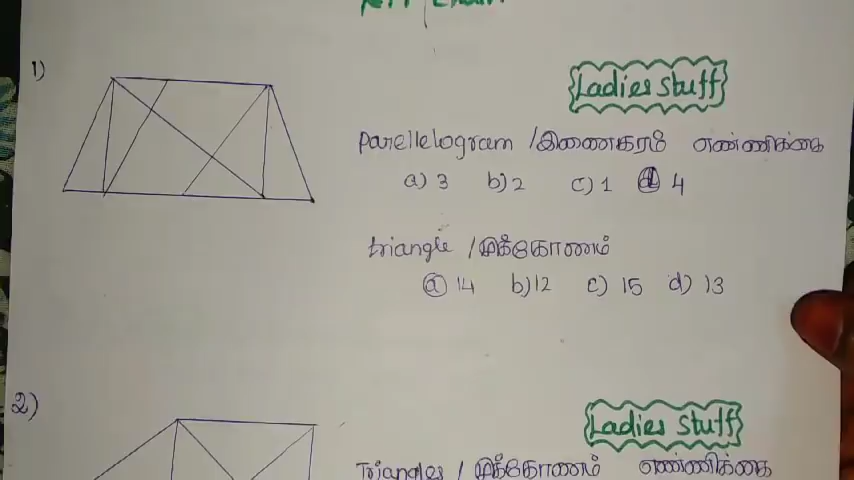 1)
Ladies stuff
parellelogram / இணைகரம் எண்ணிக்கை
a) 3 b) 2 c) 1 d) 4
triangle / முக்கோணம்
a) 14 b) 12 c) 15 d) 13
2)
Ladies stuff
Triangles / முக்கோணம் எண்ணிக்கை